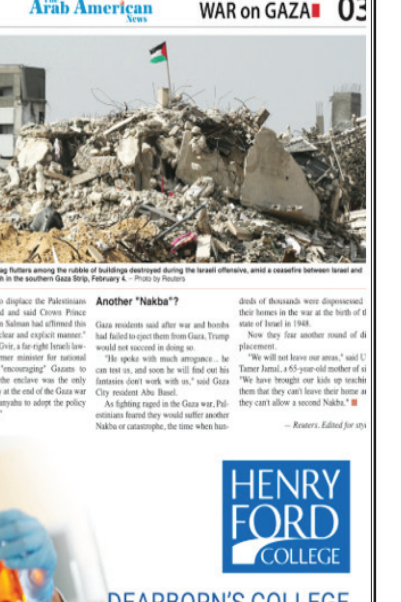 The
Arab American
News
WAR on GAZA
03
ag flutters among the rubble of buildings destroyed during the Israeli offensive, amid a ceasefire between Israel and
h in the southern Gaza Strip, February 4. – Photo by Reuters
o displace the Palestinians
d and said Crown Prince
n Salman had affirmed this
clear and explicit manner."
Gvir, a far-right Israeli law-
mer minister for national
"encouraging" Gazans to
the enclave was the only
y at the end of the Gaza war
anyahu to adopt the policy
"
Another "Nakba"?
Gaza residents said after war and bombs
had failed to eject them from Gaza, Trump
would not succeed in doing so.
"He spoke with much arrogance... he
can test us, and soon he will find out his
fantasies don't work with us," said Gaza
City resident Abu Basel.
As fighting raged in the Gaza war, Pal-
estinians feared they would suffer another
Nakba or catastrophe, the time when hun-
dreds of thousands were dispossessed
their homes in the war at the birth of t
state of Israel in 1948.
Now they fear another round of di
placement.
"We will not leave our areas," said U
Tamer Jamal, a 65-year-old mother of si
"We have brought our kids up teachin
them that they can't leave their home a
they can't allow a second Nakba."
— Reuters. Edited for sty
HENRY
FORD
COLLEGE
DEARBORN'S COLLEGE